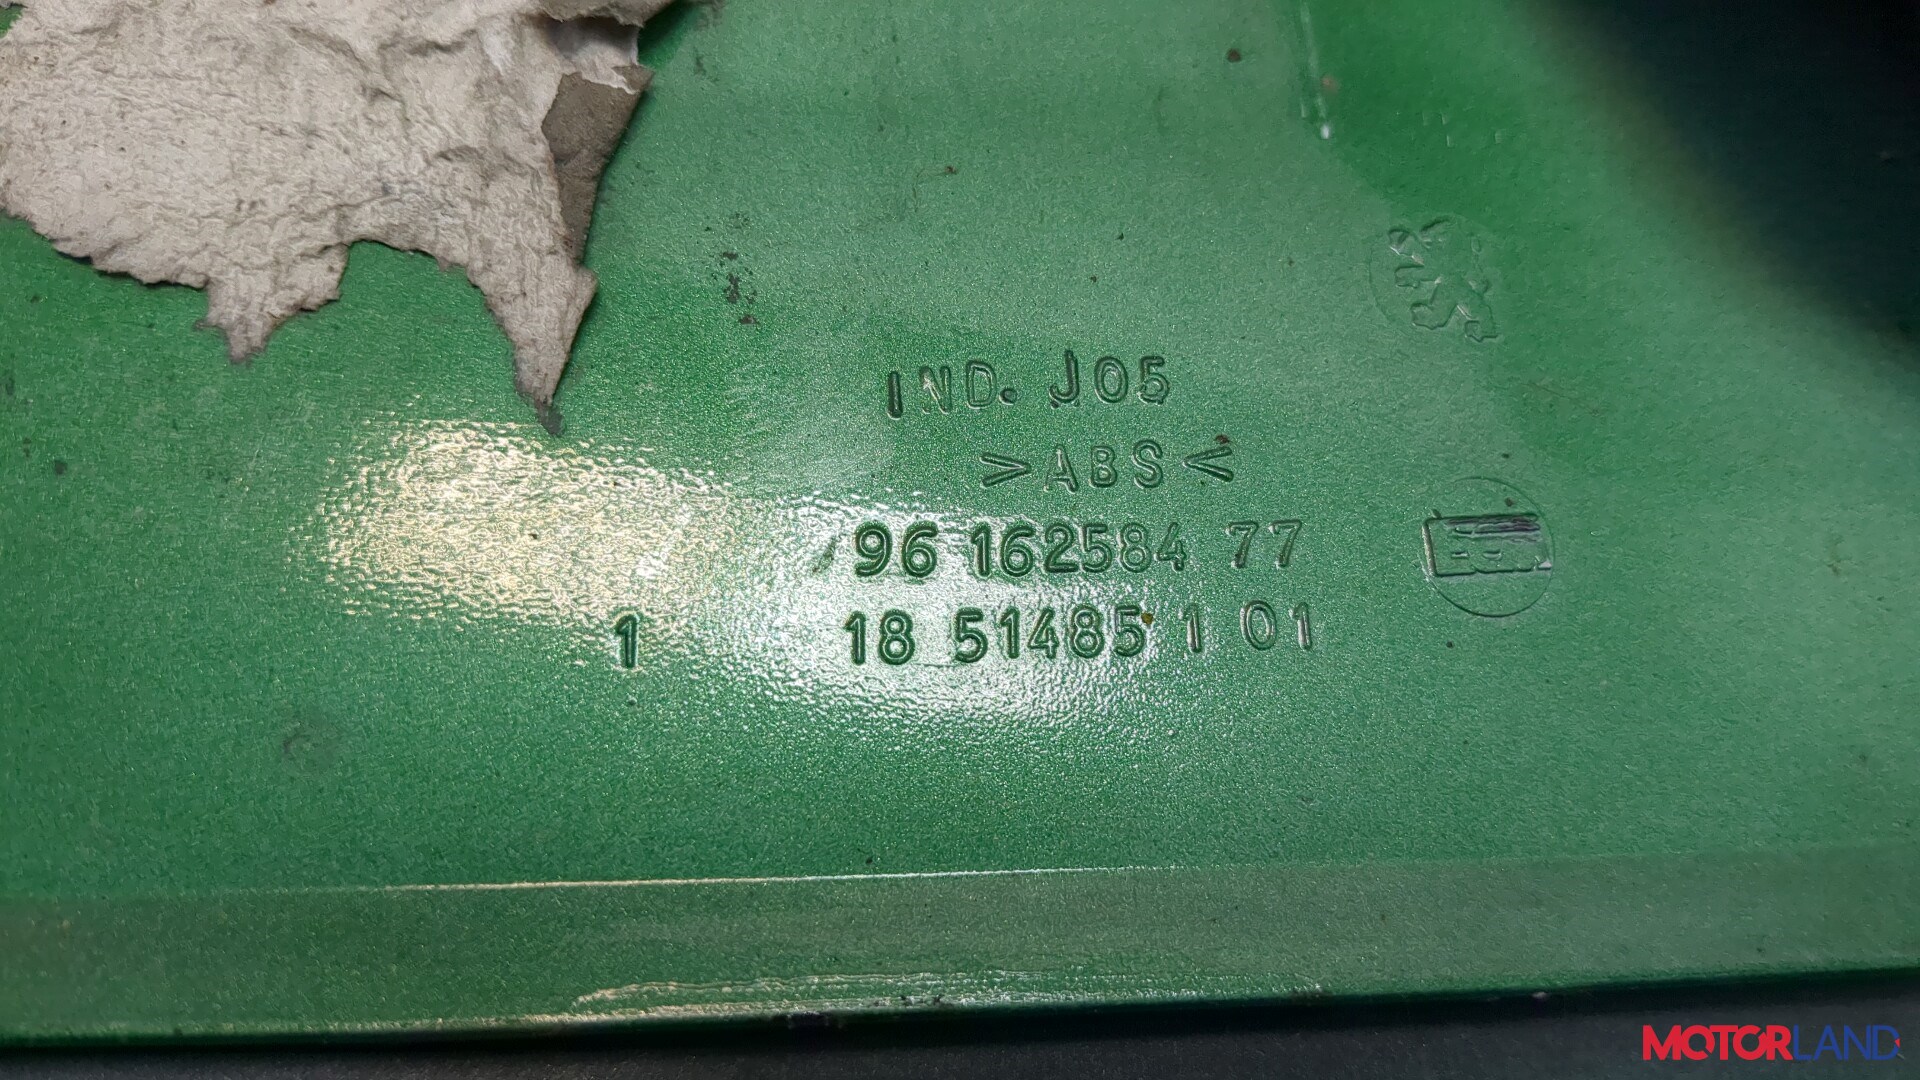 IND. J05
>ABS<
96 162584 77
1 18 51485 1 01
MOTORLAND